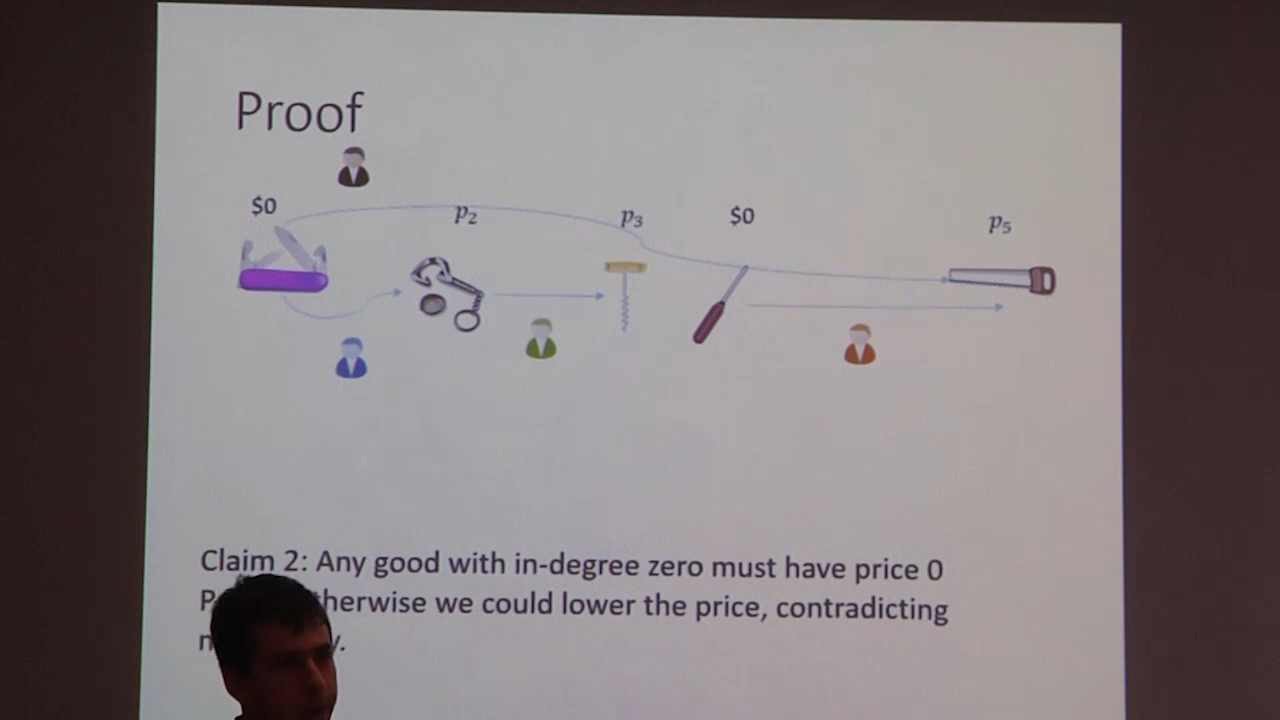 Proof
$0
p₂
p₃
$0
p₅
Claim 2: Any good with in-degree zero must have price 0
herwise we could lower the price, contradicting